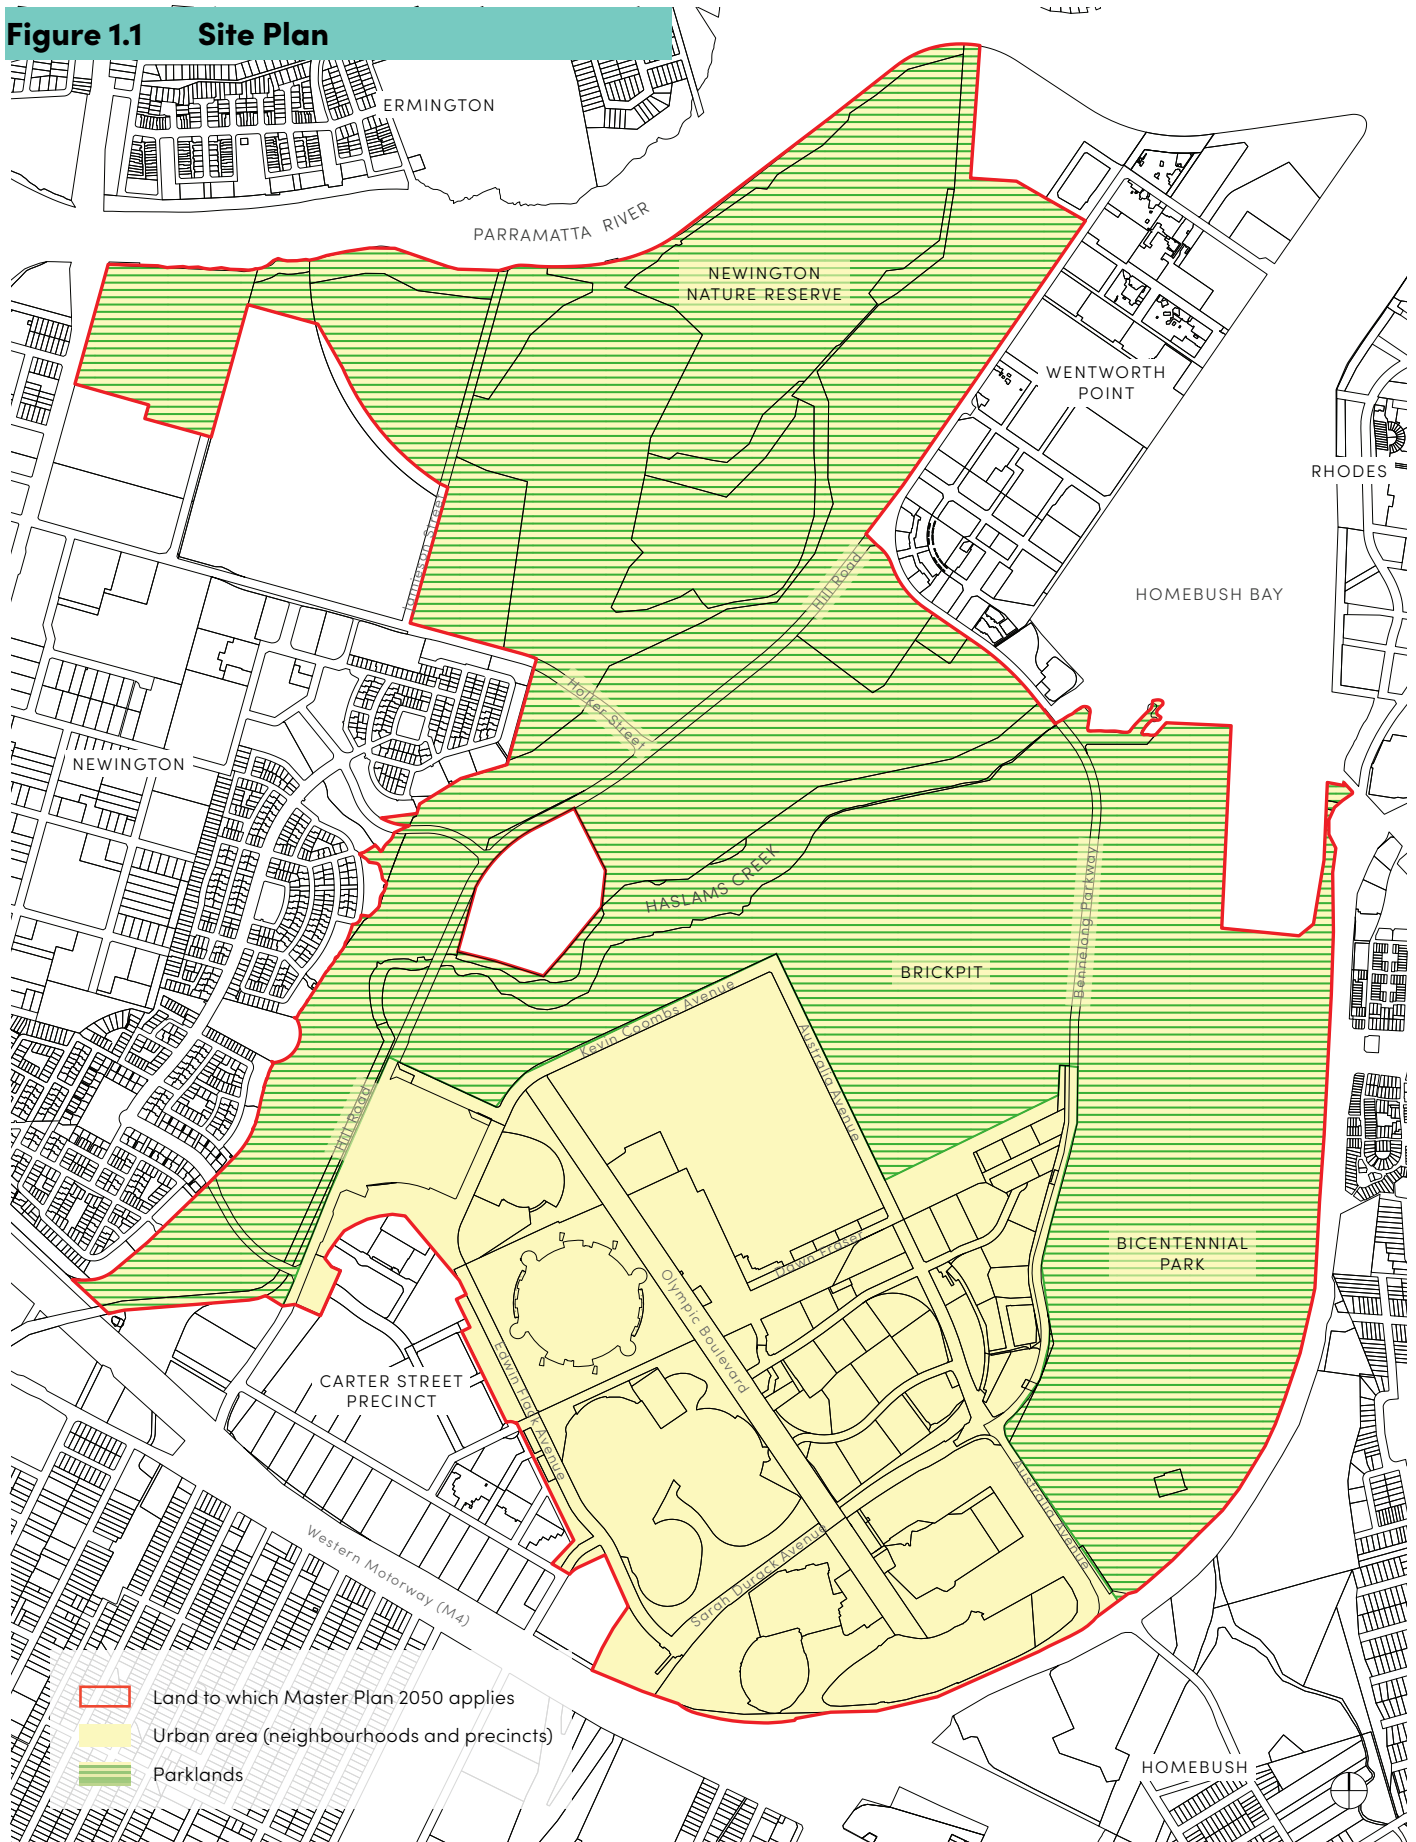 Figure 1.1 Site Plan
ERMINGTON
PARRAMATTA RIVER
NEWINGTON
NATURE RESERVE
WENTWORTH
POINT
RHODES
Jamieson Street
Hill Road
HOMEBUSH BAY
Holker Street
NEWINGTON
HASLAMS CREEK
Bennelong Parkway
BRICKPIT
Kevin Coombs Avenue
Australia Avenue
Hill Road
BICENTENNIAL
PARK
Dawn Fraser
Olympic Boulevard
Edwin Flack Avenue
CARTER STREET
PRECINCT
Australia Avenue
Sarah Durack Avenue
Western Motorway (M4)
Land to which Master Plan 2050 applies
Urban area (neighbourhoods and precincts)
Parklands
HOMEBUSH